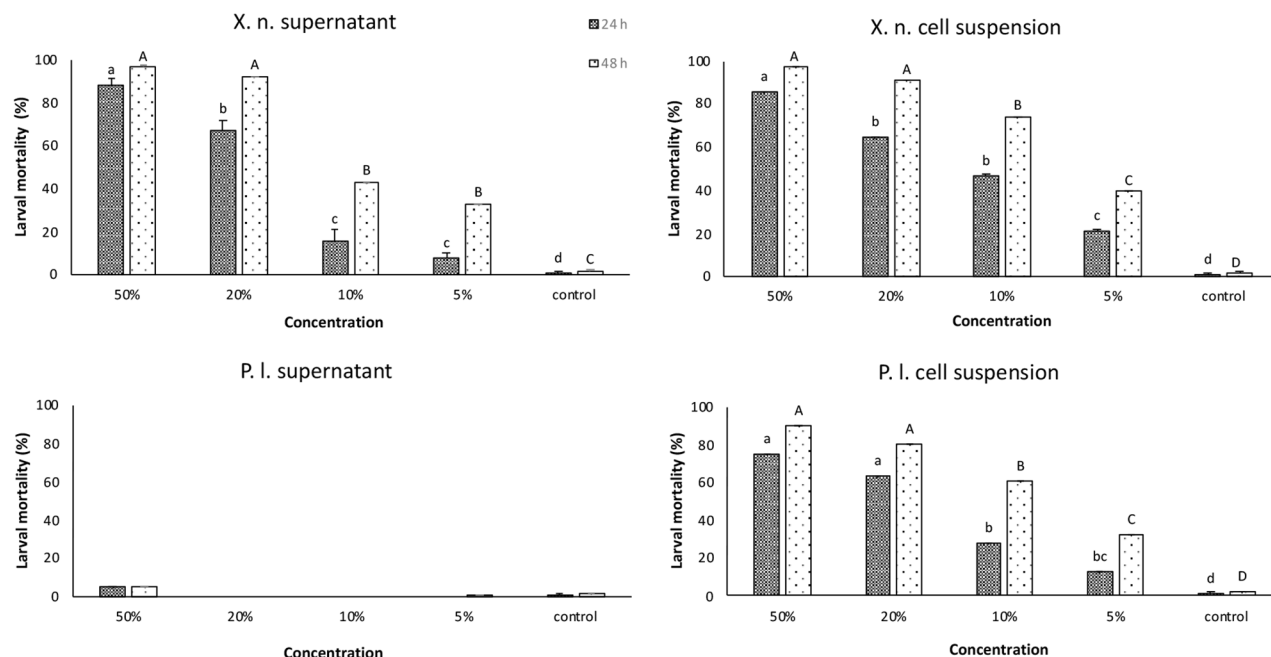 X. n. supernatant
24 h
48 h
Larval mortality (%)
100
80
60
40
20
0
a
A
b
A
c
B
c
B
d
C
50%
20%
10%
5%
control
Concentration
X. n. cell suspension
Larval mortality (%)
100
80
60
40
20
0
a
A
b
A
b
B
c
C
d
D
50%
20%
10%
5%
control
Concentration
P. l. supernatant
Larval mortality (%)
100
80
60
40
20
0
50%
20%
10%
5%
control
Concentration
P. l. cell suspension
Larval mortality (%)
100
80
60
40
20
0
a
A
a
A
b
B
bc
C
d
D
50%
20%
10%
5%
control
Concentration